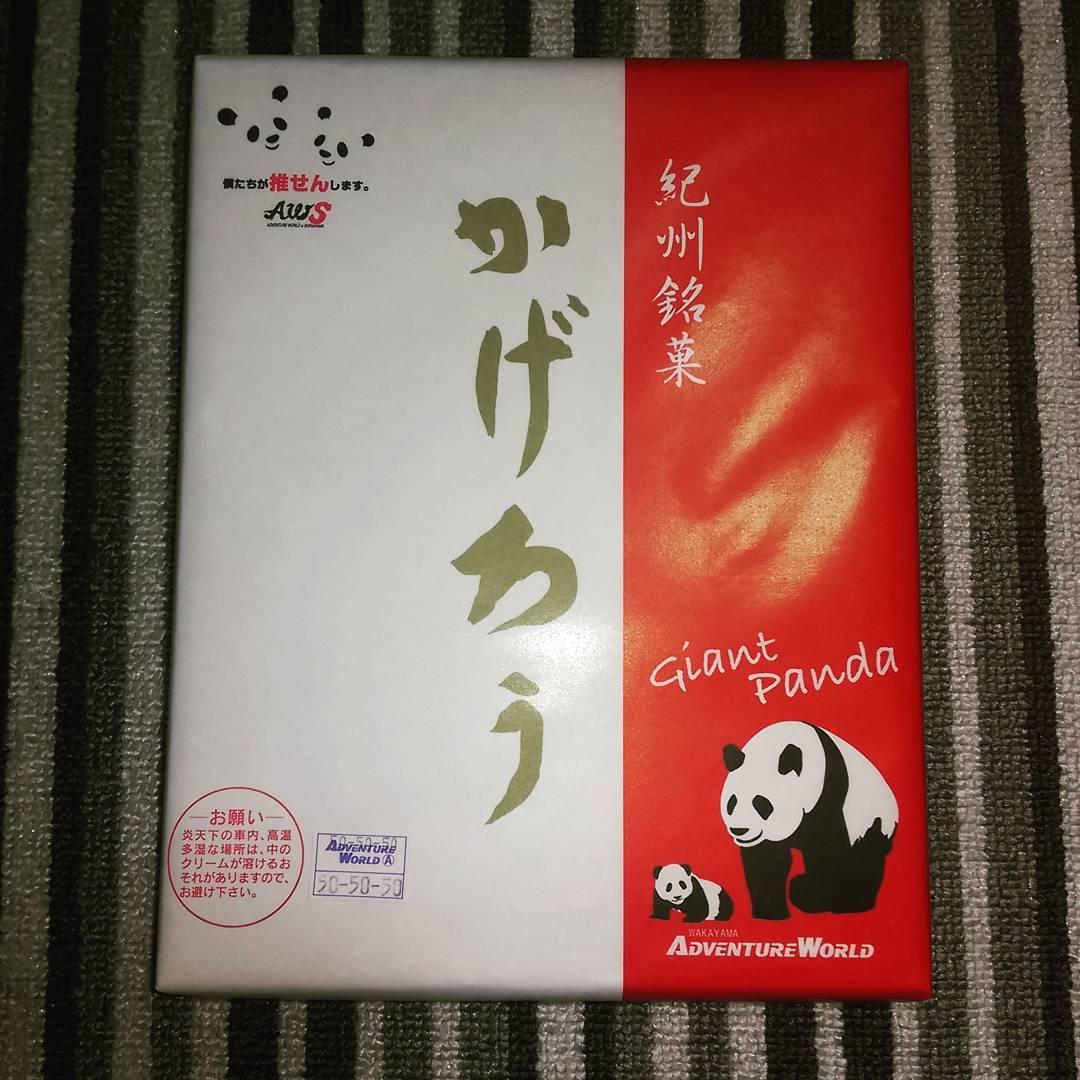 僕たちが推せんします。
AWS
かげろう
紀州銘菓
Giant
Panda
WAKAYAMA
ADVENTURE WORLD
お願い
炎天下の車内、高温
多湿な場所は、中の
クリームが溶けるお
それがありますので、
お避け下さい。
50-50-50
ADVENTURE
WORLD Ⓐ
50-50-50